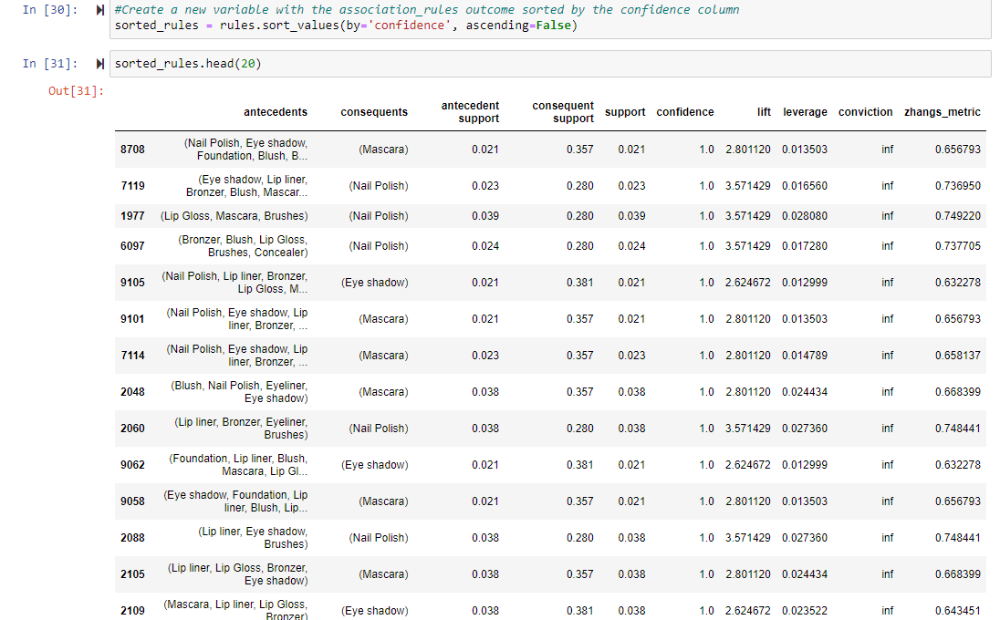 In [30]: #Create a new variable with the association_rules outcome sorted by the confidence column
sorted_rules = rules.sort_values(by='confidence', ascending=False)
In [31]: sorted_rules.head(20)
Out[31]:
antecedents consequents antecedent support consequent support support confidence lift leverage conviction zhangs_metric
8708 (Nail Polish, Eye shadow, Foundation, Blush, B... (Mascara) 0.021 0.357 0.021 1.0 2.801120 0.013503 inf 0.656793
7119 (Eye shadow, Lip liner, Bronzer, Blush, Mascar... (Nail Polish) 0.023 0.280 0.023 1.0 3.571429 0.016560 inf 0.736950
1977 (Lip Gloss, Mascara, Brushes) (Nail Polish) 0.039 0.280 0.039 1.0 3.571429 0.028080 inf 0.749220
6097 (Bronzer, Blush, Lip Gloss, Brushes, Concealer) (Nail Polish) 0.024 0.280 0.024 1.0 3.571429 0.017280 inf 0.737705
9105 (Nail Polish, Lip liner, Bronzer, Lip Gloss, M... (Eye shadow) 0.021 0.381 0.021 1.0 2.624672 0.012999 inf 0.632278
9101 (Nail Polish, Eye shadow, Lip liner, Bronzer, ... (Mascara) 0.021 0.357 0.021 1.0 2.801120 0.013503 inf 0.656793
7114 (Nail Polish, Eye shadow, Lip liner, Bronzer, ... (Mascara) 0.023 0.357 0.023 1.0 2.801120 0.014789 inf 0.658137
2048 (Blush, Nail Polish, Eyeliner, Eye shadow) (Mascara) 0.038 0.357 0.038 1.0 2.801120 0.024434 inf 0.668399
2060 (Lip liner, Bronzer, Eyeliner, Brushes) (Nail Polish) 0.038 0.280 0.038 1.0 3.571429 0.027360 inf 0.748441
9062 (Foundation, Lip liner, Blush, Mascara, Lip Gl... (Eye shadow) 0.021 0.381 0.021 1.0 2.624672 0.012999 inf 0.632278
9058 (Eye shadow, Foundation, Lip liner, Blush, Lip... (Mascara) 0.021 0.357 0.021 1.0 2.801120 0.013503 inf 0.656793
2088 (Lip liner, Eye shadow, Brushes) (Nail Polish) 0.038 0.280 0.038 1.0 3.571429 0.027360 inf 0.748441
2105 (Lip liner, Lip Gloss, Bronzer, Eye shadow) (Mascara) 0.038 0.357 0.038 1.0 2.801120 0.024434 inf 0.668399
2109 (Mascara, Lip liner, Lip Gloss, Bronzer) (Eye shadow) 0.038 0.381 0.038 1.0 2.624672 0.023522 inf 0.643451